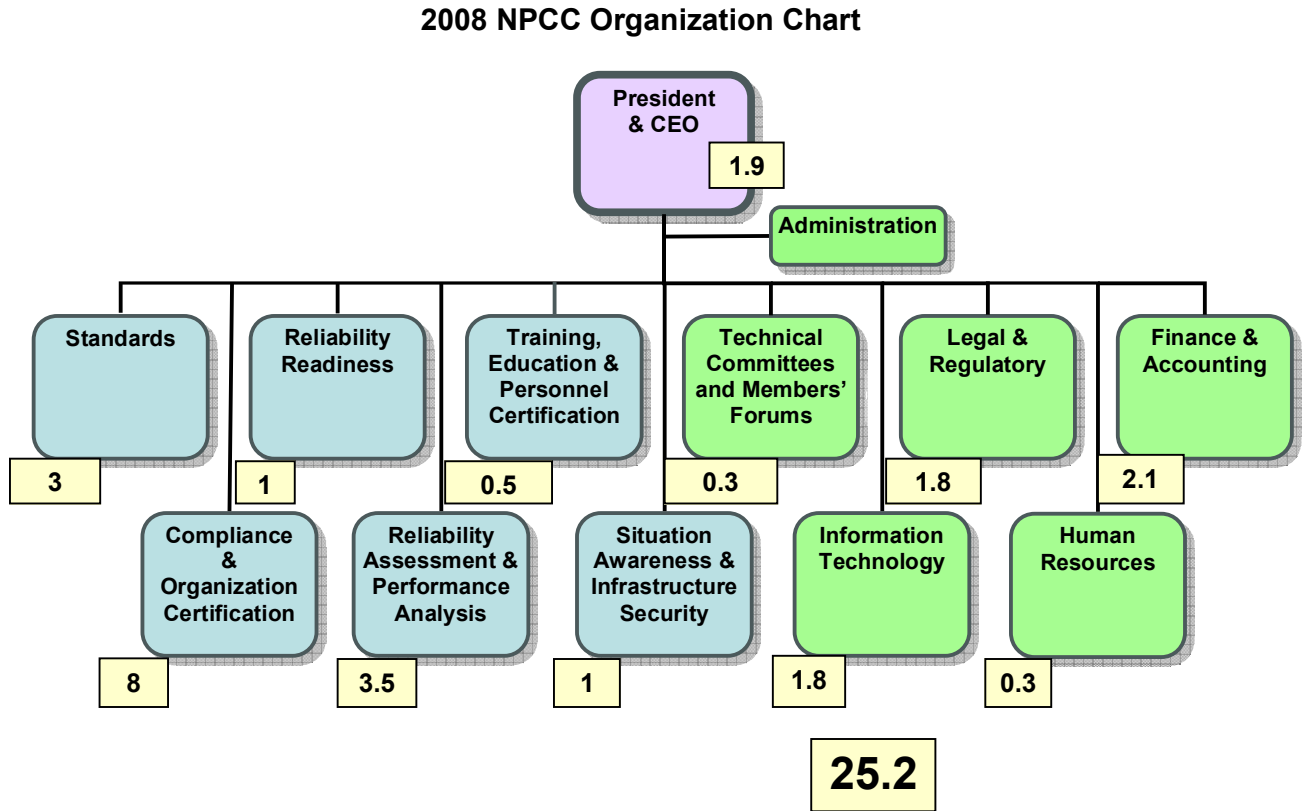 2008 NPCC Organization Chart
President
& CEO
1.9
Administration
Standards
3
Reliability
Readiness
1
Training,
Education &
Personnel
Certification
0.5
Technical
Committees
and Members’
Forums
0.3
Legal &
Regulatory
1.8
Finance &
Accounting
2.1
Compliance
&
Organization
Certification
8
Reliability
Assessment &
Performance
Analysis
3.5
Situation
Awareness &
Infrastructure
Security
1
Information
Technology
1.8
Human
Resources
0.3
25.2